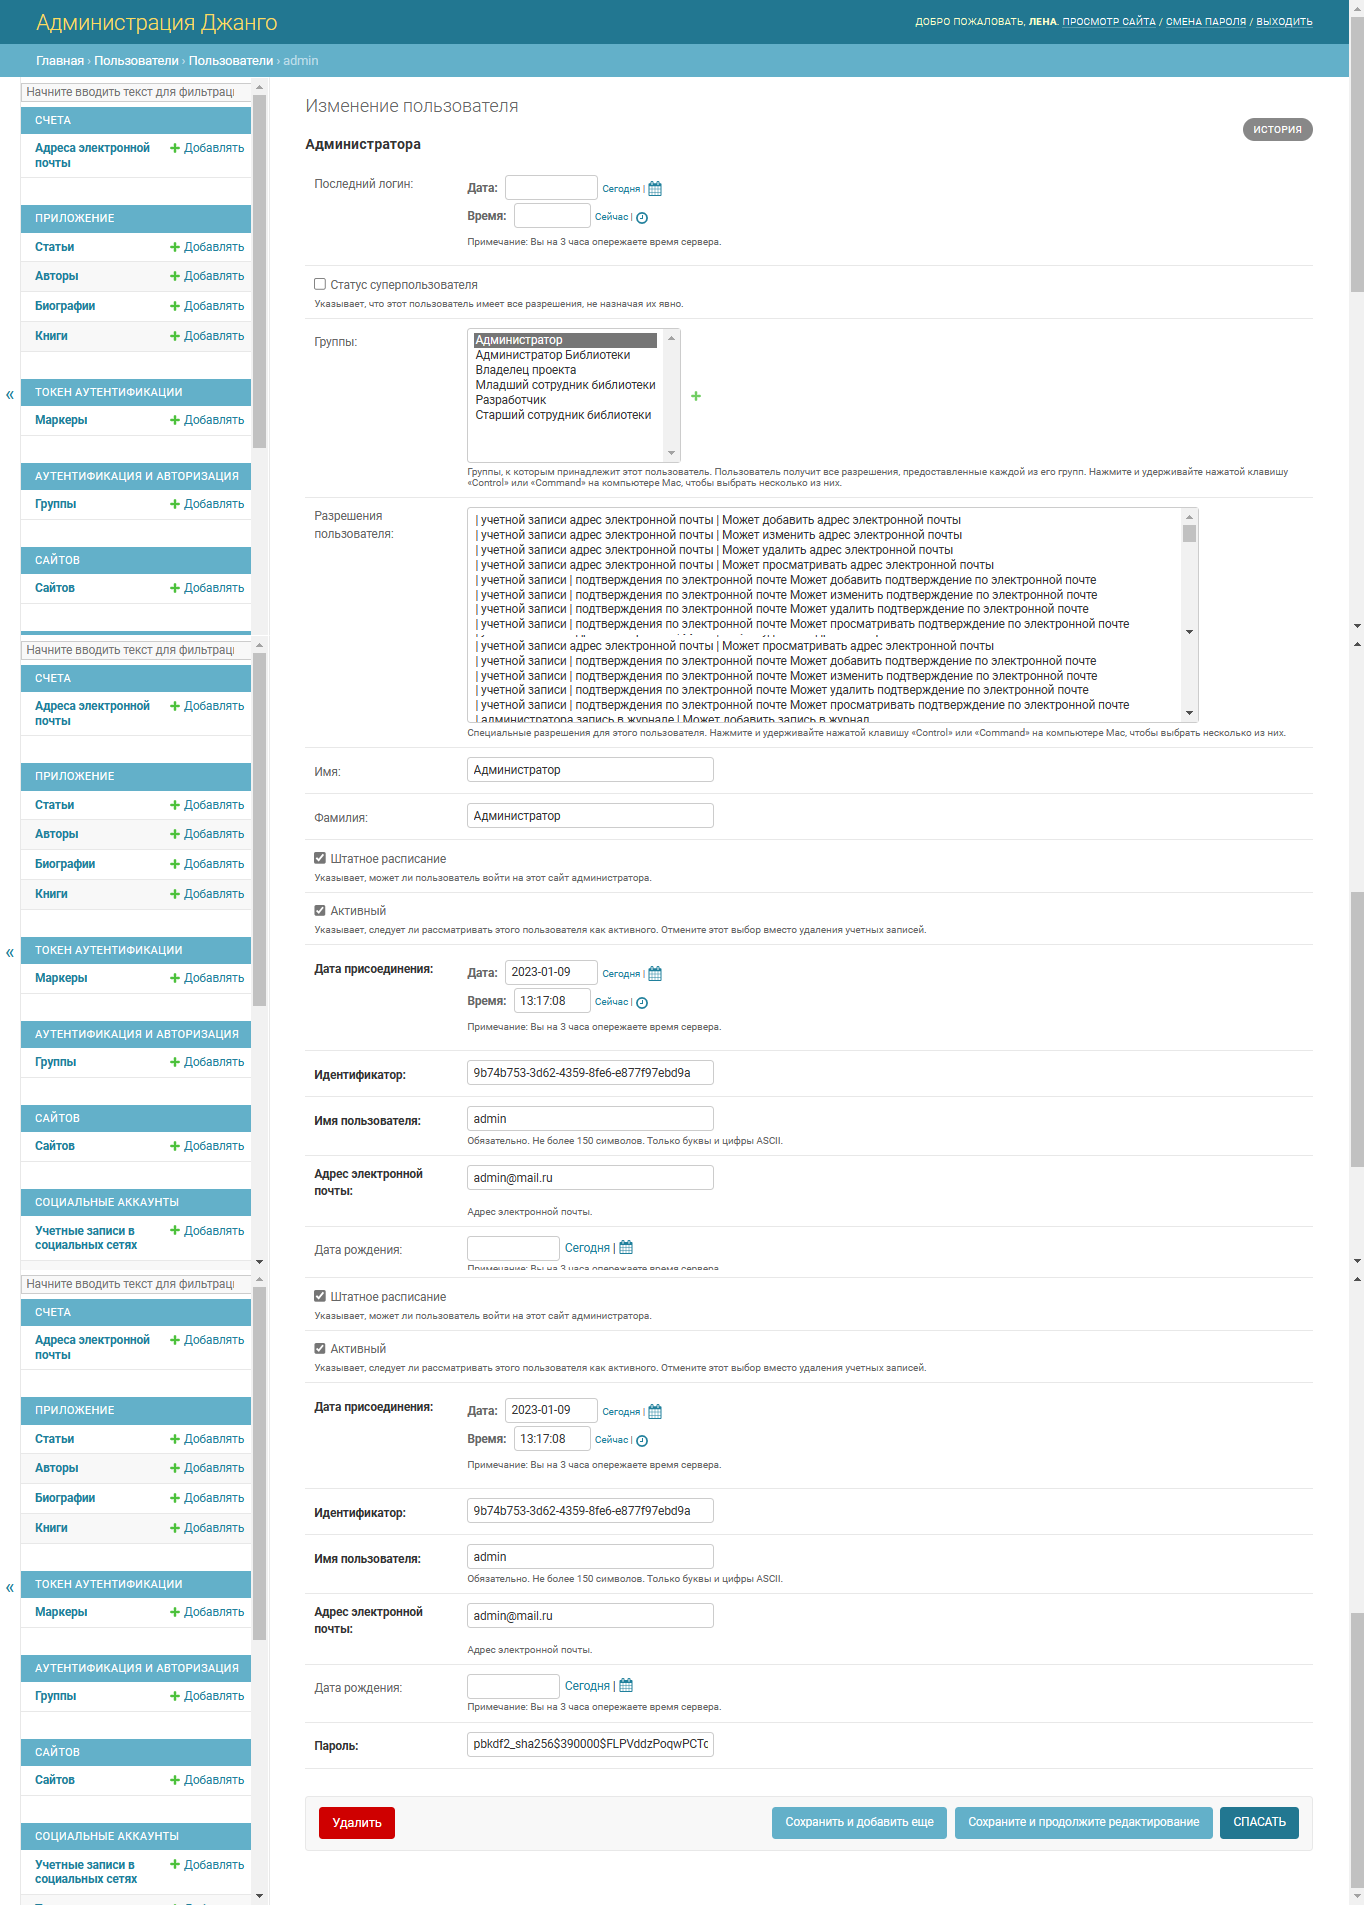 Администрация Джанго
ДОБРО ПОЖАЛОВАТЬ, ЛЕНА. ПРОСМОТР САЙТА / СМЕНА ПАРОЛЯ / ВЫХОДИТЬ
Главная › Пользователи › Пользователи › admin
Начните вводить текст для фильтрац
СЧЕТА
Адреса электронной почты
Добавлять
ПРИЛОЖЕНИЕ
Статьи Добавлять
Авторы Добавлять
Биографии Добавлять
Книги Добавлять
«
ТОКЕН АУТЕНТИФИКАЦИИ
Маркеры Добавлять
АУТЕНТИФИКАЦИЯ И АВТОРИЗАЦИЯ
Группы Добавлять
САЙТОВ
Сайтов Добавлять
Начните вводить текст для фильтрац
СЧЕТА
Адреса электронной почты
Добавлять
ПРИЛОЖЕНИЕ
Статьи Добавлять
Авторы Добавлять
Биографии Добавлять
Книги Добавлять
«
ТОКЕН АУТЕНТИФИКАЦИИ
Маркеры Добавлять
АУТЕНТИФИКАЦИЯ И АВТОРИЗАЦИЯ
Группы Добавлять
САЙТОВ
Сайтов Добавлять
СОЦИАЛЬНЫЕ АККАУНТЫ
Учетные записи в социальных сетях
Добавлять
Начните вводить текст для фильтрац
СЧЕТА
Адреса электронной почты
Добавлять
ПРИЛОЖЕНИЕ
Статьи Добавлять
Авторы Добавлять
Биографии Добавлять
Книги Добавлять
«
ТОКЕН АУТЕНТИФИКАЦИИ
Маркеры Добавлять
АУТЕНТИФИКАЦИЯ И АВТОРИЗАЦИЯ
Группы Добавлять
САЙТОВ
Сайтов Добавлять
СОЦИАЛЬНЫЕ АККАУНТЫ
Учетные записи в социальных сетях
Добавлять
Изменение пользователя
ИСТОРИЯ
Администратора
Последний логин:
Дата: Сегодня |
Время: Сейчас |
Примечание: Вы на 3 часа опережаете время сервера.
Статус суперпользователя
Указывает, что этот пользователь имеет все разрешения, не назначая их явно.
Группы:
Администратор
Администратор Библиотеки
Владелец проекта
Младший сотрудник библиотеки
Разработчик
Старший сотрудник библиотеки
Группы, к которым принадлежит этот пользователь. Пользователь получит все разрешения, предоставленные каждой из его групп. Нажмите и удерживайте нажатой клавишу
«Control» или «Command» на компьютере Mac, чтобы выбрать несколько из них.
Разрешения пользователя:
| учетной записи адрес электронной почты | Может добавить адрес электронной почты
| учетной записи адрес электронной почты | Может изменить адрес электронной почты
| учетной записи адрес электронной почты | Может удалить адрес электронной почты
| учетной записи адрес электронной почты | Может просматривать адрес электронной почты
| учетной записи | подтверждения по электронной почте Может добавить подтверждение по электронной почте
| учетной записи | подтверждения по электронной почте Может изменить подтверждение по электронной почте
| учетной записи | подтверждения по электронной почте Может удалить подтверждение по электронной почте
| учетной записи | подтверждения по электронной почте Может просматривать подтверждение по электронной почте
| учетной записи адрес электронной почты | Может просматривать адрес электронной почты
| учетной записи | подтверждения по электронной почте Может добавить подтверждение по электронной почте
| учетной записи | подтверждения по электронной почте Может изменить подтверждение по электронной почте
| учетной записи | подтверждения по электронной почте Может удалить подтверждение по электронной почте
| учетной записи | подтверждения по электронной почте Может просматривать подтверждение по электронной почте
| администратора запись в журнале | Может добавить запись в журнал
Специальные разрешения для этого пользователя. Нажмите и удерживайте нажатой клавишу «Control» или «Command» на компьютере Mac, чтобы выбрать несколько из них.
Имя: Администратор
Фамилия: Администратор
Штатное расписание
Указывает, может ли пользователь войти на этот сайт администратора.
Активный
Указывает, следует ли рассматривать этого пользователя как активного. Отмените этот выбор вместо удаления учетных записей.
Дата присоединения:
Дата: 2023-01-09 Сегодня |
Время: 13:17:08 Сейчас |
Примечание: Вы на 3 часа опережаете время сервера.
Идентификатор: 9b74b753-3d62-4359-8fe6-e877f97ebd9a
Имя пользователя: admin
Обязательно. Не более 150 символов. Только буквы и цифры ASCII.
Адрес электронной почты: admin@mail.ru
Адрес электронной почты.
Дата рождения: Сегодня |
Примечание: Вы на 3 часа опережаете время сервера.
Штатное расписание
Указывает, может ли пользователь войти на этот сайт администратора.
Активный
Указывает, следует ли рассматривать этого пользователя как активного. Отмените этот выбор вместо удаления учетных записей.
Дата присоединения:
Дата: 2023-01-09 Сегодня |
Время: 13:17:08 Сейчас |
Примечание: Вы на 3 часа опережаете время сервера.
Идентификатор: 9b74b753-3d62-4359-8fe6-e877f97ebd9a
Имя пользователя: admin
Обязательно. Не более 150 символов. Только буквы и цифры ASCII.
Адрес электронной почты: admin@mail.ru
Адрес электронной почты.
Дата рождения: Сегодня |
Примечание: Вы на 3 часа опережаете время сервера.
Пароль: pbkdf2_sha256$390000$FLPVddzPoqwPCTc
Удалить Сохранить и добавить еще Сохраните и продолжите редактирование СПАСАТЬ